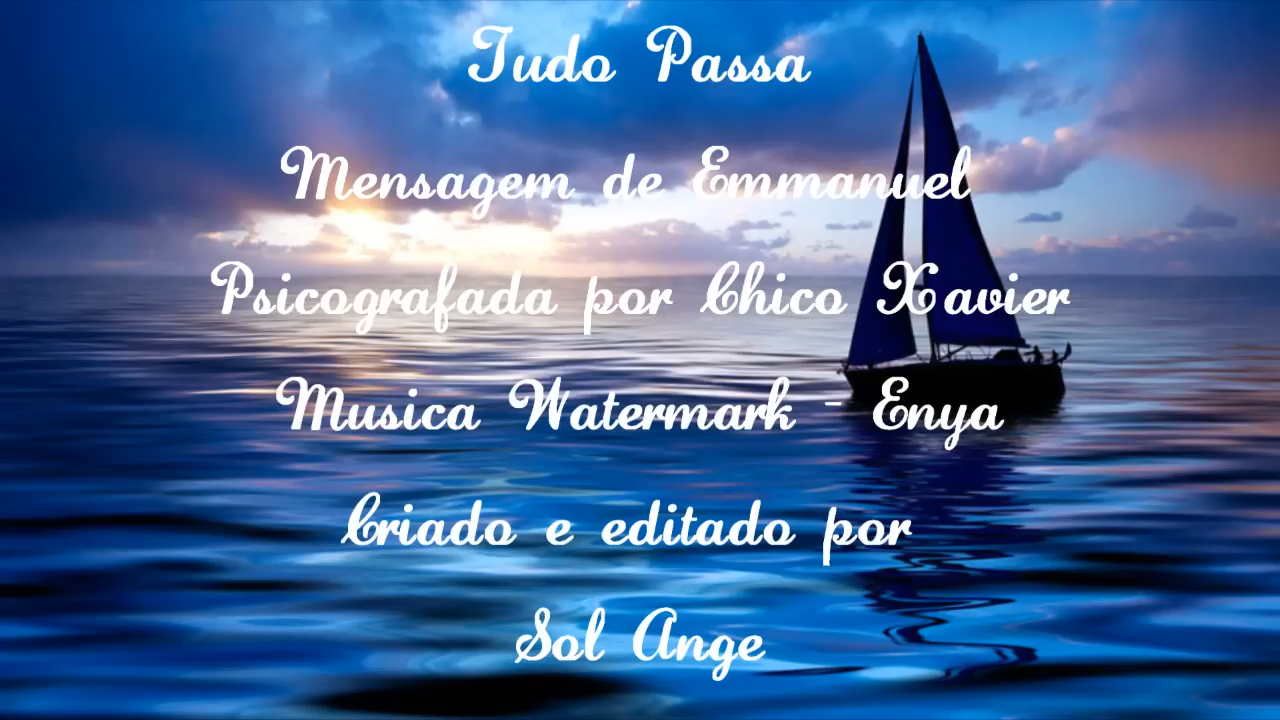 Tudo Passa
Mensagem de Emmanuel
Psicografada por Chico Xavier
Musica Watermark - Enya
Criado e editado por
Sol Ange